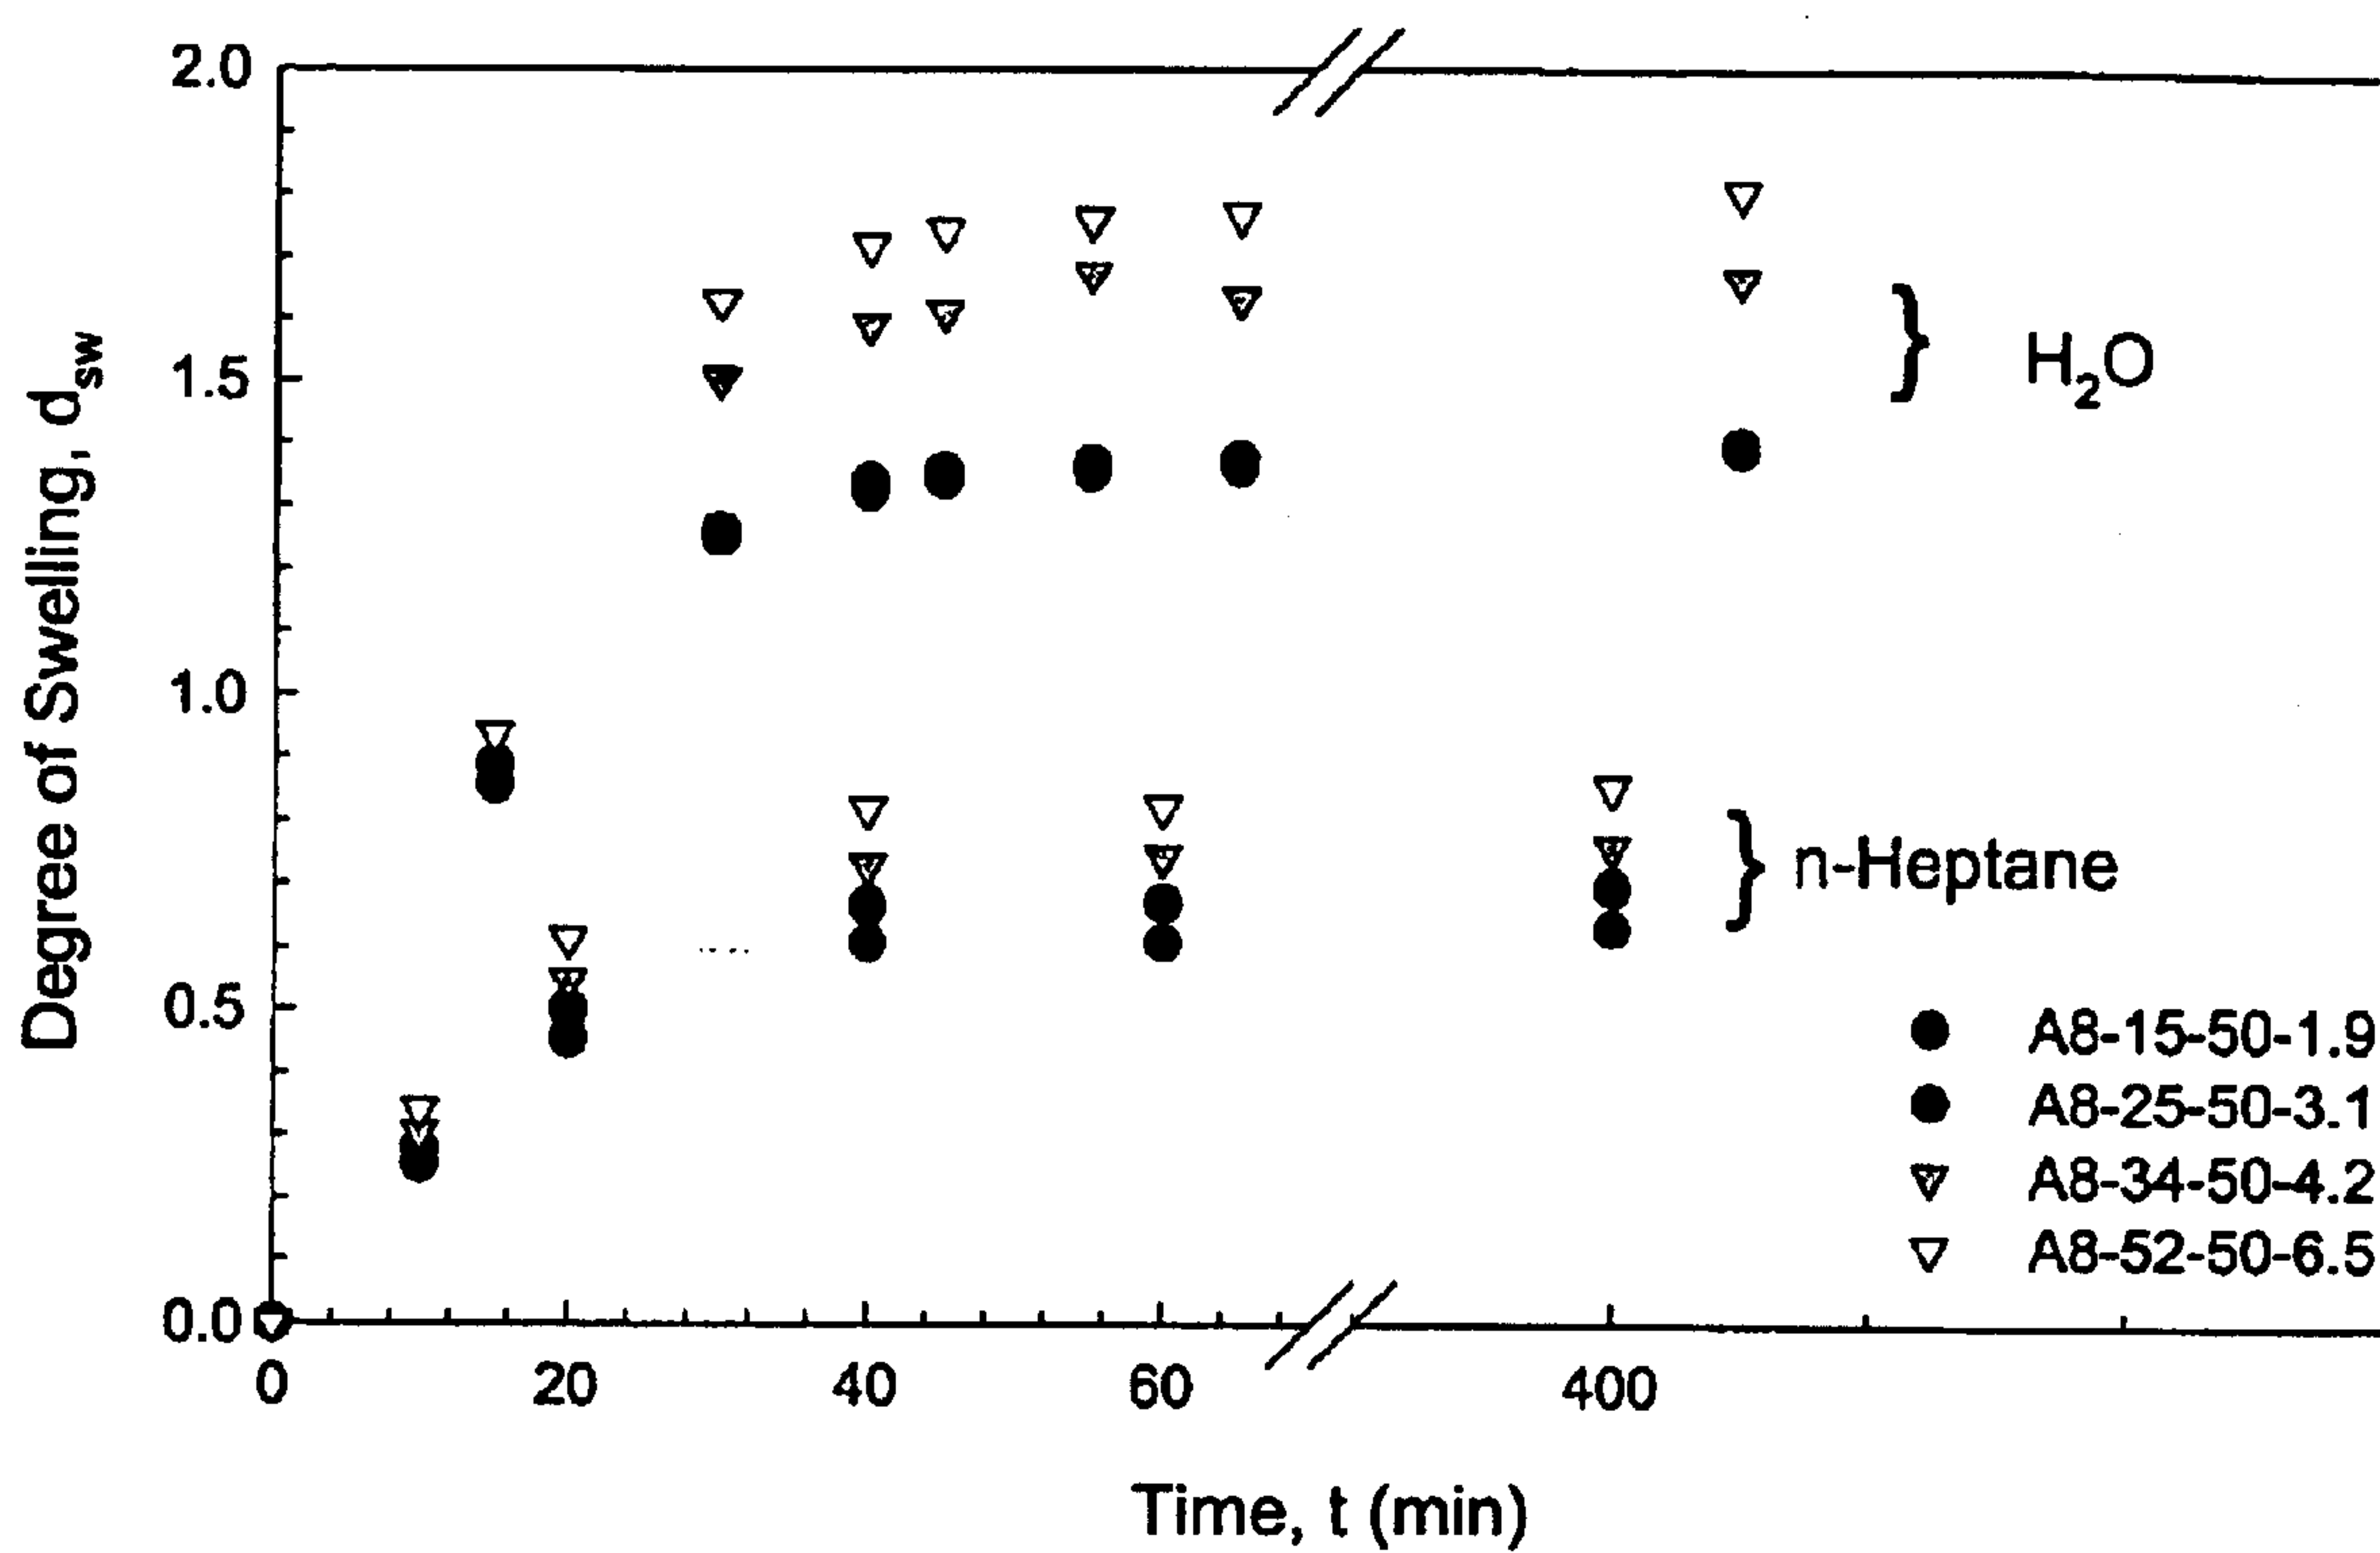 2.0
1.5
1.0
0.5
0.0
Degree of Swelling, d_sw
H₂O
n-Heptane
A8-15-50-1.9
A8-25-50-3.1
A8-34-50-4.2
A8-52-50-6.5
0 20 40 60 400
Time, t (min)